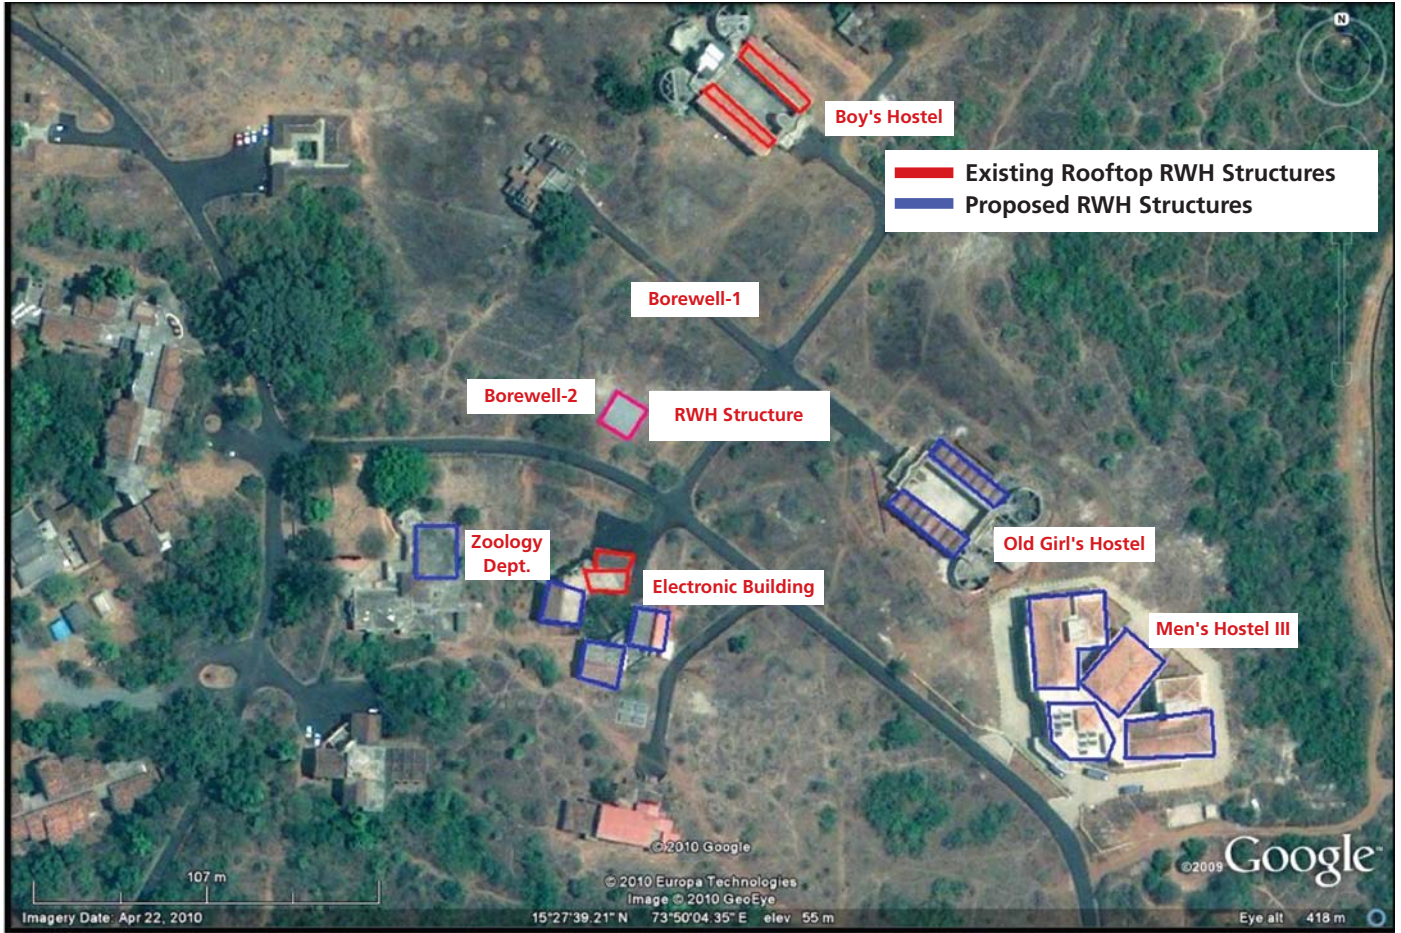 N
Boy's Hostel
Existing Rooftop RWH Structures
Proposed RWH Structures
Borewell-1
Borewell-2
RWH Structure
Zoology
Dept.
Old Girl's Hostel
Electronic Building
Men's Hostel III
© 2010 Google
©2009 Google™
107 m
© 2010 Europa Technologies
Image © 2010 GeoEye
Imagery Date: Apr 22, 2010
15°27'39.21" N 73°50'04.35" E elev 55 m
Eye alt 418 m